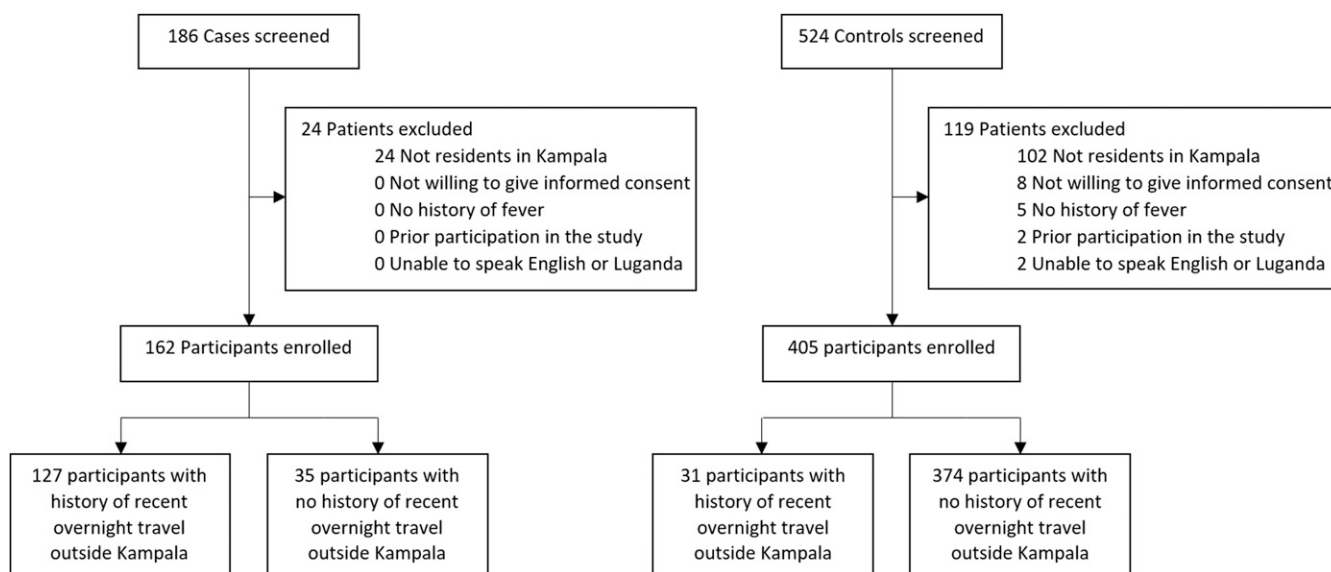 186 Cases screened
24 Patients excluded
24 Not residents in Kampala
0 Not willing to give informed consent
0 No history of fever
0 Prior participation in the study
0 Unable to speak English or Luganda
162 Participants enrolled
127 participants with
history of recent
overnight travel
outside Kampala
35 participants with
no history of recent
overnight travel
outside Kampala
524 Controls screened
119 Patients excluded
102 Not residents in Kampala
8 Not willing to give informed consent
5 No history of fever
2 Prior participation in the study
2 Unable to speak English or Luganda
405 participants enrolled
31 participants with
history of recent
overnight travel
outside Kampala
374 participants with
no history of recent
overnight travel
outside Kampala